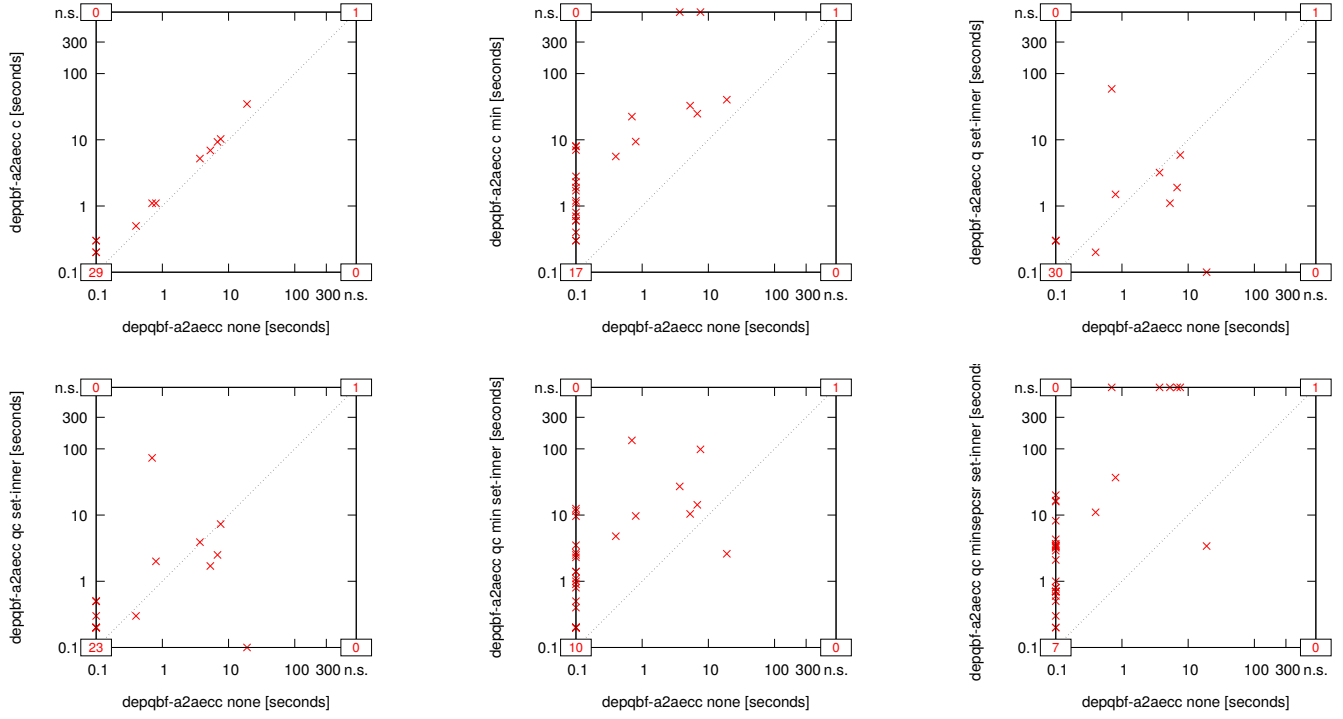 n.s. 0 1
300
100
10
1
0.1 29 0
0.1 1 10 100 300 n.s.
depqbf-a2aecc c [seconds]
depqbf-a2aecc none [seconds]
n.s. 0 1
300
100
10
1
0.1 17 0
0.1 1 10 100 300 n.s.
depqbf-a2aecc c min [seconds]
depqbf-a2aecc none [seconds]
n.s. 0 1
300
100
10
1
0.1 30 0
0.1 1 10 100 300 n.s.
depqbf-a2aecc q set-inner [seconds]
depqbf-a2aecc none [seconds]
n.s. 0 1
300
100
10
1
0.1 23 0
0.1 1 10 100 300 n.s.
depqbf-a2aecc qc set-inner [seconds]
depqbf-a2aecc none [seconds]
n.s. 0 1
300
100
10
1
0.1 10 0
0.1 1 10 100 300 n.s.
depqbf-a2aecc qc min set-inner [seconds]
depqbf-a2aecc none [seconds]
n.s. 0 1
300
100
10
1
0.1 7 0
0.1 1 10 100 300 n.s.
depqbf-a2aecc qc minsepcsr set-inner [second
depqbf-a2aecc none [seconds]